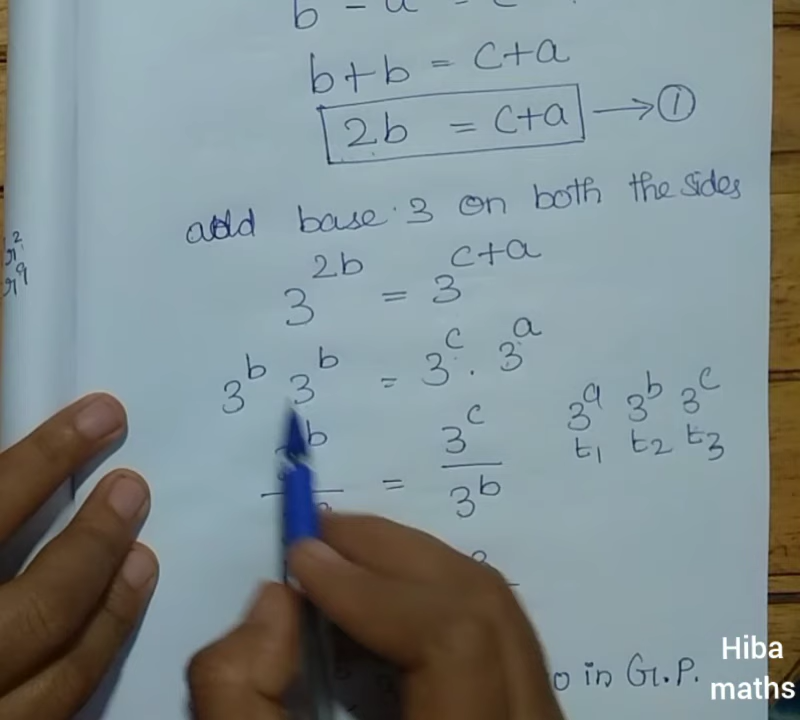 b - a = c
b+b = c+a
2b = c+a → ①
add base 3 on both the sides
3^2b = 3^c+a
3^b 3^b = 3^c . 3^a
3^a 3^b 3^c
t1 t2 t3
3^b = 3^c / 3^b
in G.P.
Hiba
maths